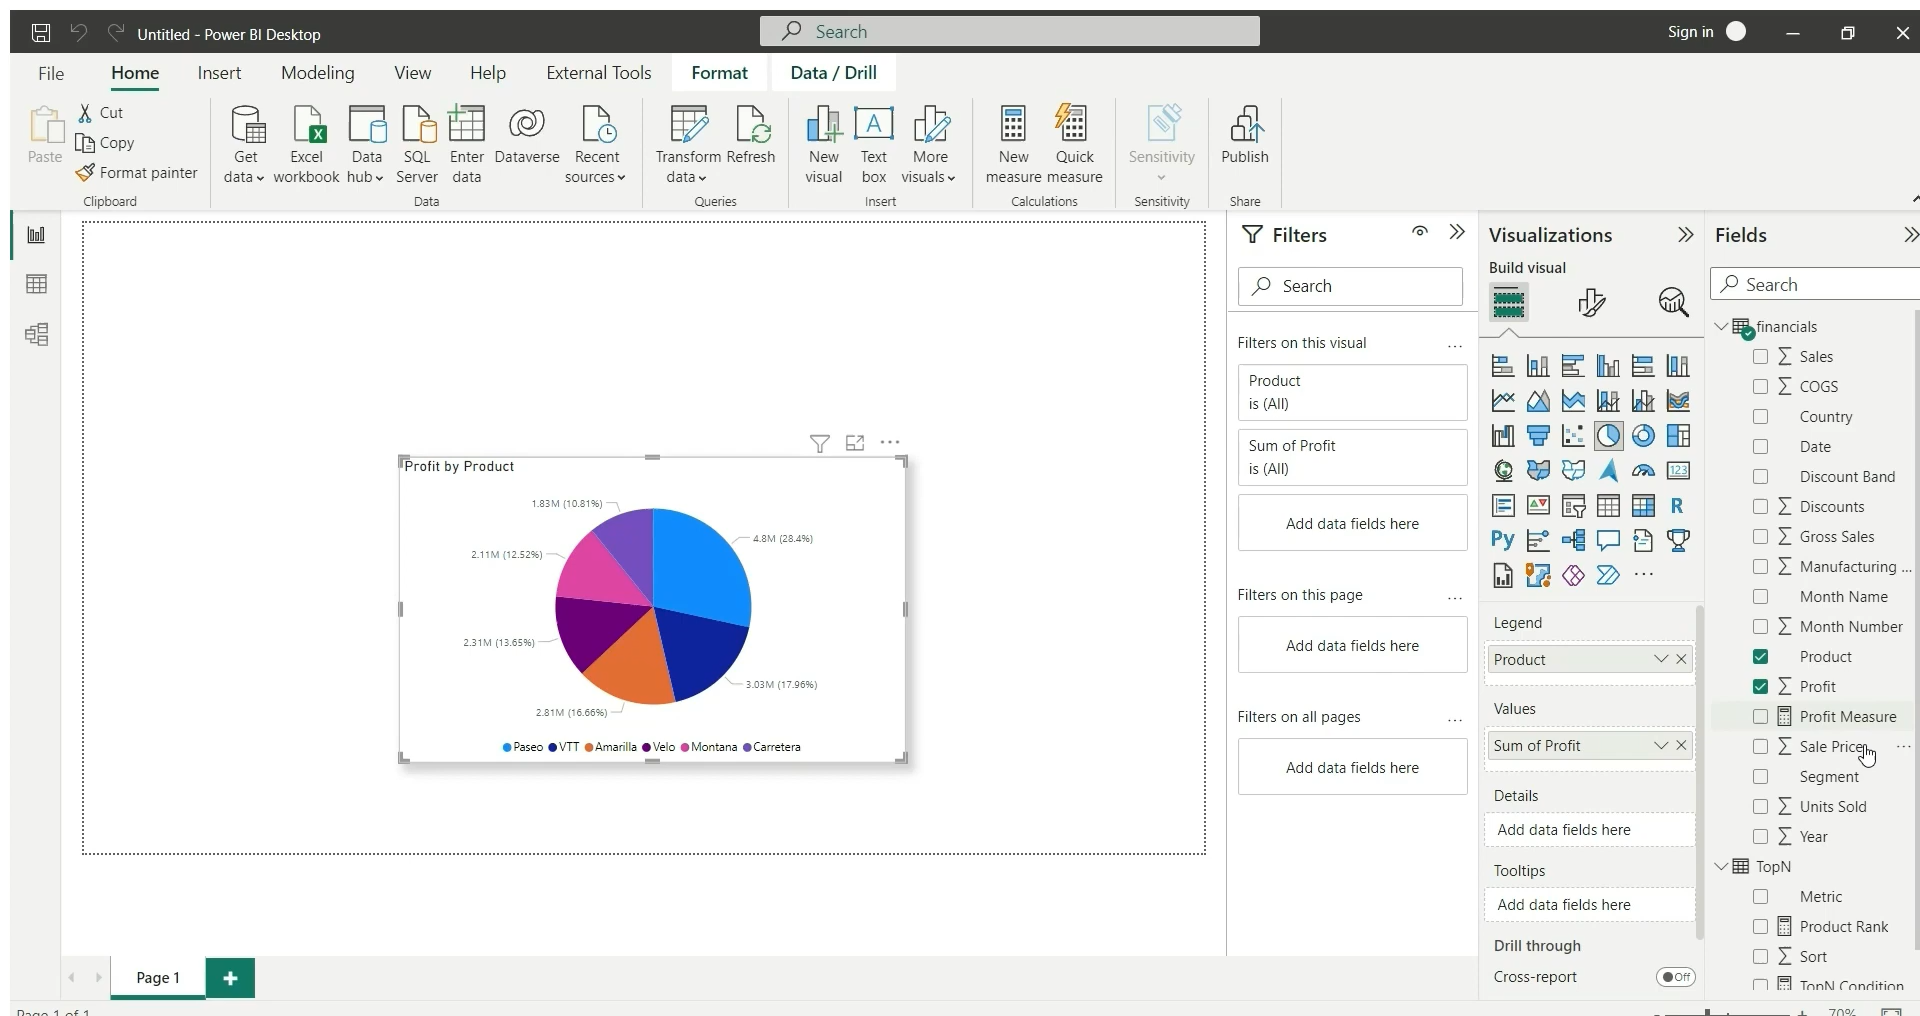 Untitled - Power BI Desktop
Search
Sign in
File
Home
Insert
Modeling
View
Help
External Tools
Format
Data / Drill
Paste
Cut
Copy
Format painter
Clipboard
Get
data
Excel
workbook
Data
hub
SQL
Server
Enter
data
Dataverse
Recent
sources
Data
Transform
data
Refresh
Queries
New
visual
A
Text
box
More
visuals
Insert
New
measure
Quick
measure
Calculations
Sensitivity
Sensitivity
Publish
Share
Profit by Product
1.83M (10.81%)
4.8M (28.4%)
2.11M (12.52%)
2.31M (13.65%)
3.03M (17.96%)
2.81M (16.66%)
Paseo VTT Amarilla Velo Montana Carretera
Page 1
+
Page 1 of 1
Filters
Search
Filters on this visual ...
Product
is (All)
Sum of Profit
is (All)
Add data fields here
Filters on this page ...
Add data fields here
Filters on all pages ...
Add data fields here
Visualizations
Build visual
123
R
Py
...
Legend
Product
Values
Sum of Profit
Details
Add data fields here
Tooltips
Add data fields here
Drill through
Cross-report
Off
Fields
Search
financials
Σ Sales
Σ COGS
Country
Date
Discount Band
Σ Discounts
Σ Gross Sales
Σ Manufacturing ...
Month Name
Σ Month Number
Product
Σ Profit
Profit Measure
Σ Sale Price ...
Segment
Σ Units Sold
Σ Year
TopN
Metric
Product Rank
Σ Sort
TopN Condition
- + 70%